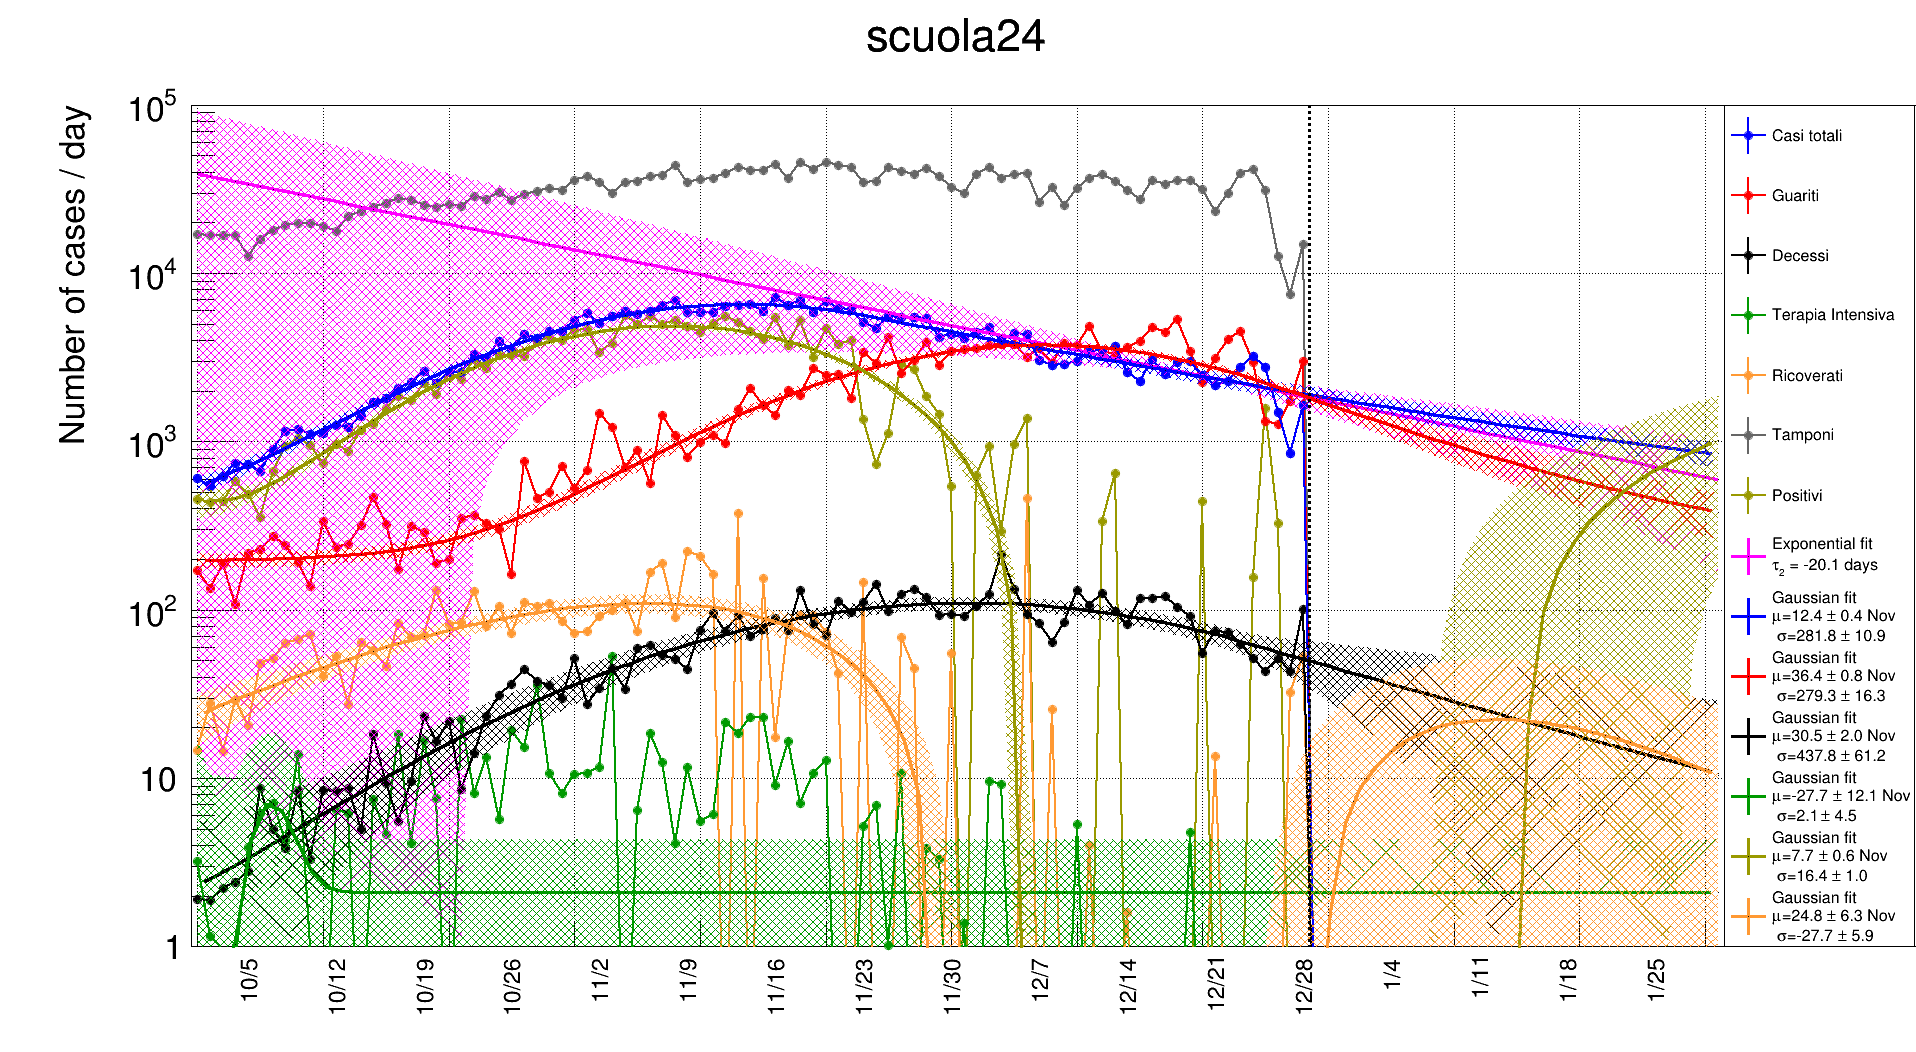 scuola24
Number of cases / day
10^5
10^4
10^3
10^2
10
1
10/5
10/12
10/19
10/26
11/2
11/9
11/16
11/23
11/30
12/7
12/14
12/21
12/28
1/4
1/11
1/18
1/25
Casi totali
Guariti
Decessi
Terapia Intensiva
Ricoverati
Tamponi
Positivi
Exponential fit
τ₂ = -20.1 days
Gaussian fit
μ=12.4 ± 0.4 Nov
σ=281.8 ± 10.9
Gaussian fit
μ=36.4 ± 0.8 Nov
σ=279.3 ± 16.3
Gaussian fit
μ=30.5 ± 2.0 Nov
σ=437.8 ± 61.2
Gaussian fit
μ=-27.7 ± 12.1 Nov
σ=2.1 ± 4.5
Gaussian fit
μ=7.7 ± 0.6 Nov
σ=16.4 ± 1.0
Gaussian fit
μ=24.8 ± 6.3 Nov
σ=-27.7 ± 5.9